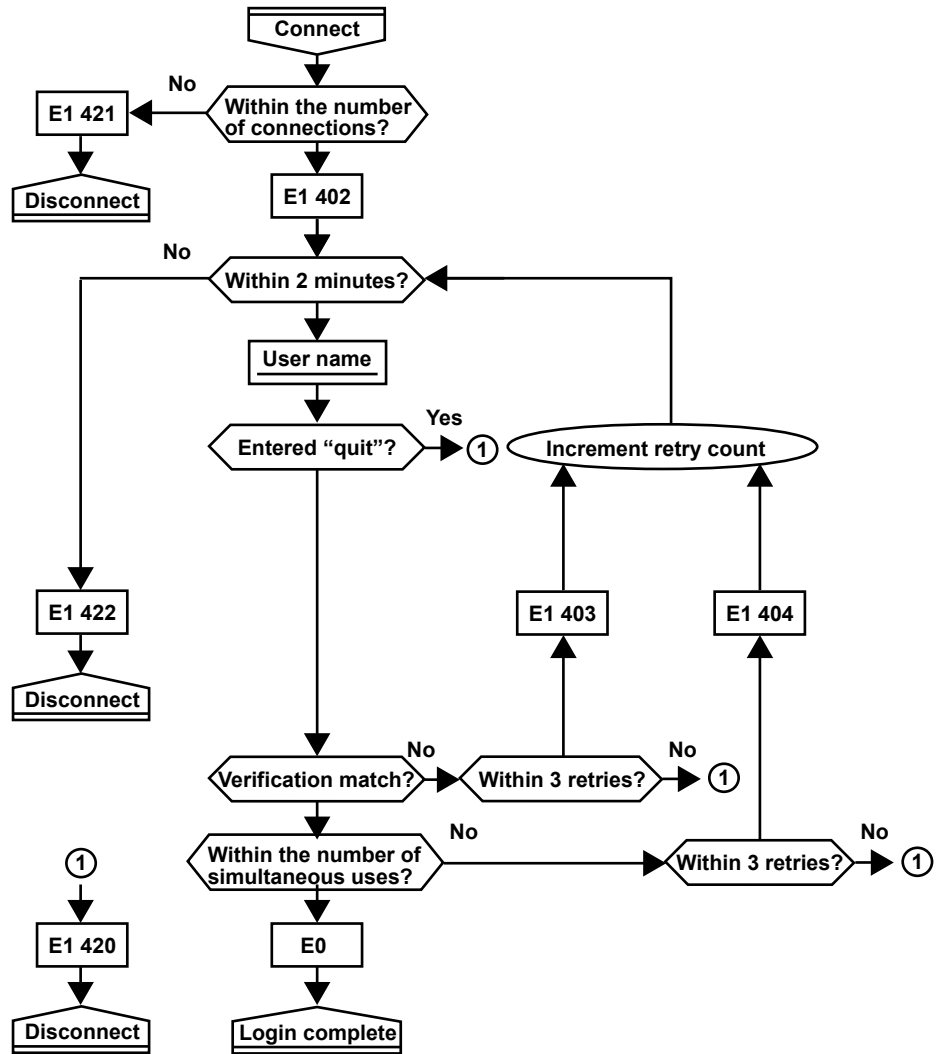 Connect
No
Within the number
of connections?
E1 421
Disconnect
E1 402
No
Within 2 minutes?
User name
Yes
Entered “quit”?
1
Increment retry count
E1 422
E1 403
E1 404
Disconnect
No
No
Verification match?
Within 3 retries?
1
No
No
Within the number of
simultaneous uses?
Within 3 retries?
1
1
E1 420
E0
Disconnect
Login complete